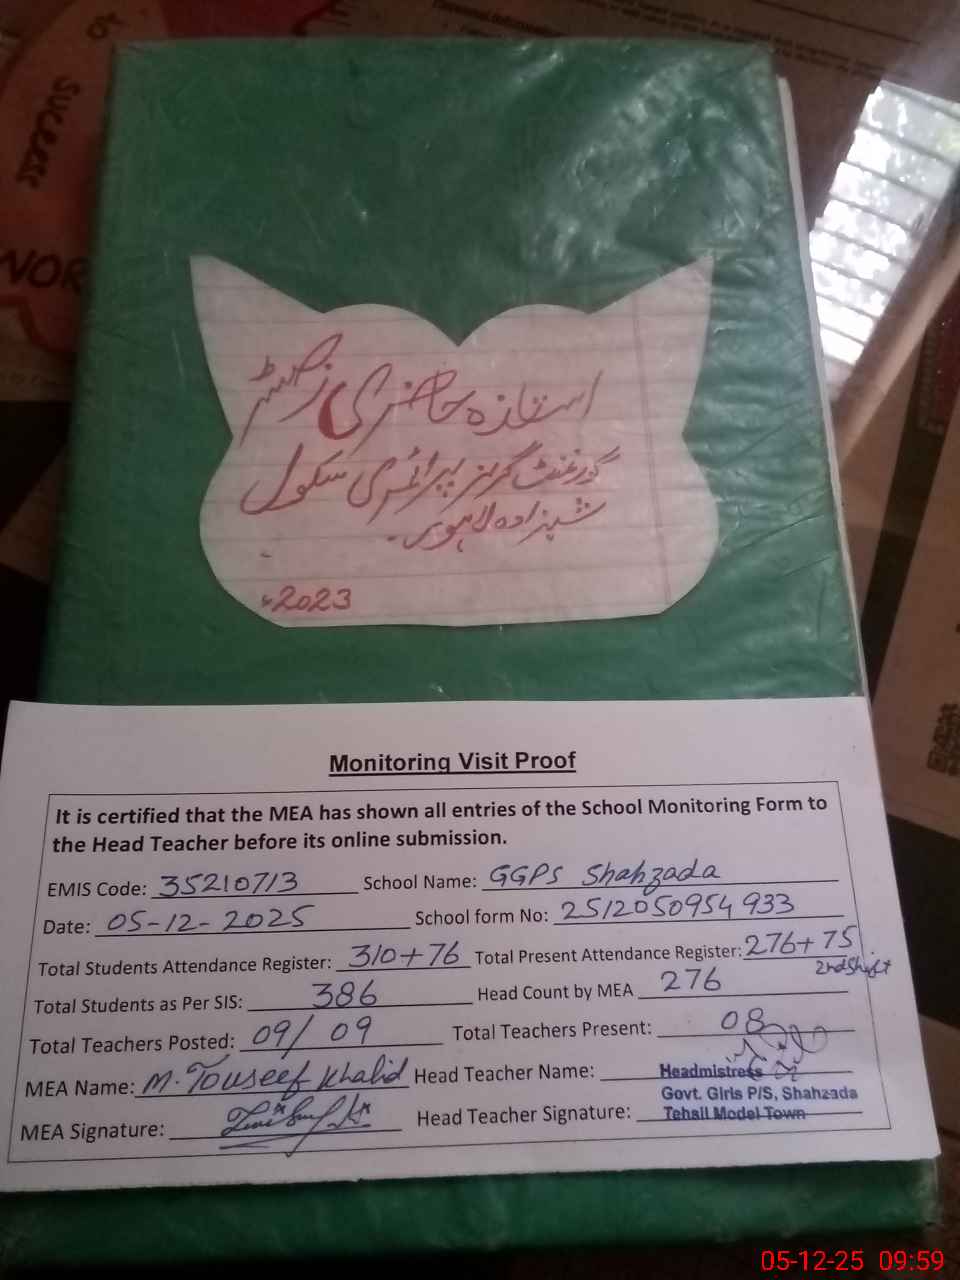 success
WOR
استازہ حاضری رجسٹر
گورنمنٹ گرلز پرائمری سکول
شہزادہ لاہور۔
2023ء
Monitoring Visit Proof
It is certified that the MEA has shown all entries of the School Monitoring Form to
the Head Teacher before its online submission.
EMIS Code: 35210713 School Name: GGPS Shahzada
Date: 05-12-2025 School form No: 2512050954933
Total Students Attendance Register: 310+76 Total Present Attendance Register: 276+75
2nd Shift
Total Students as Per SIS: 386 Head Count by MEA 276
Total Teachers Posted: 09/09 Total Teachers Present: 08
MEA Name: M. Touseef Khalid Head Teacher Name: Headmistress
Govt. Girls P/S, Shahzada
MEA Signature: Head Teacher Signature: Tehsil Model Town
05-12-25 09:59